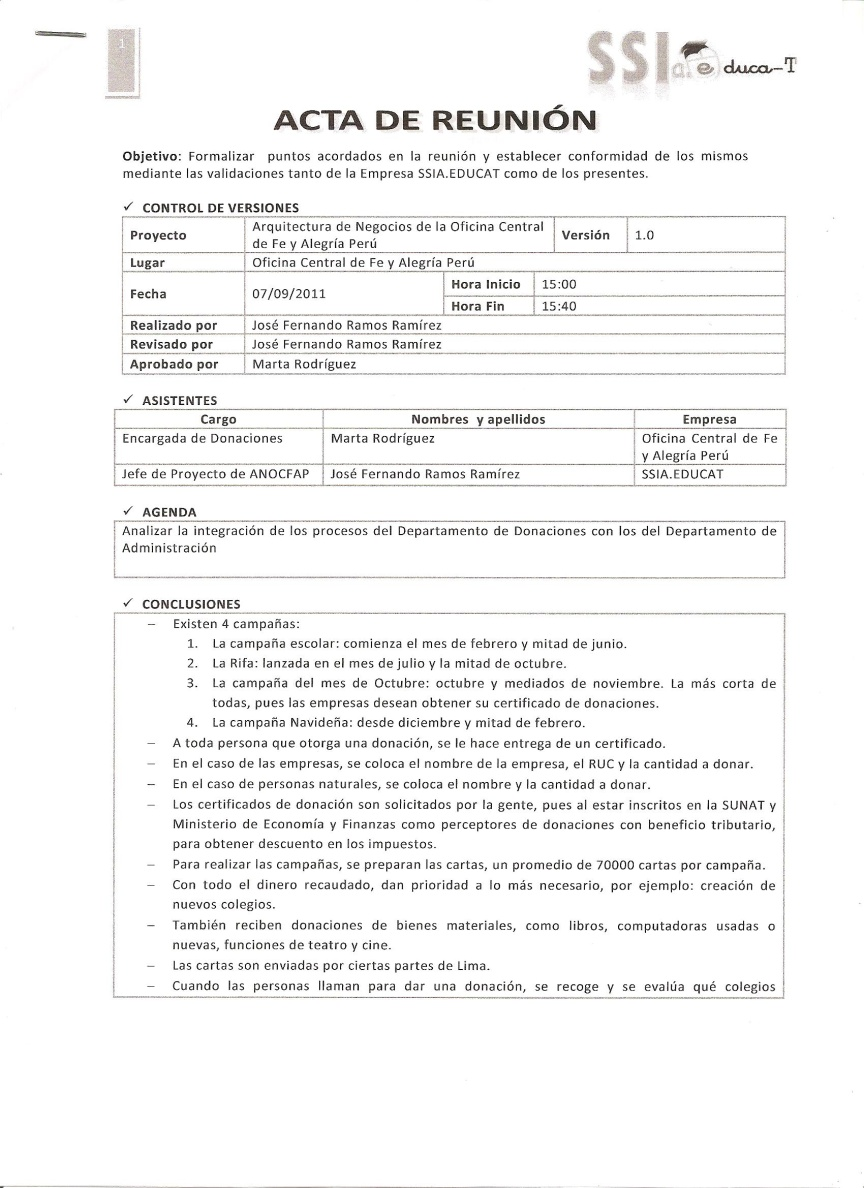 1
SSIa.e duca-T
ACTA DE REUNIÓN
Objetivo: Formalizar puntos acordados en la reunión y establecer conformidad de los mismos
mediante las validaciones tanto de la Empresa SSIA.EDUCAT como de los presentes.
✓ CONTROL DE VERSIONES
Proyecto Arquitectura de Negocios de la Oficina Central de Fe y Alegría Perú Versión 1.0
Lugar Oficina Central de Fe y Alegría Perú
Fecha 07/09/2011 Hora Inicio 15:00
Hora Fin 15:40
Realizado por José Fernando Ramos Ramírez
Revisado por José Fernando Ramos Ramírez
Aprobado por Marta Rodríguez
✓ ASISTENTES
Cargo Nombres y apellidos Empresa
Encargada de Donaciones Marta Rodríguez Oficina Central de Fe
y Alegría Perú
Jefe de Proyecto de ANOCFAP José Fernando Ramos Ramírez SSIA.EDUCAT
✓ AGENDA
Analizar la integración de los procesos del Departamento de Donaciones con los del Departamento de
Administración
✓ CONCLUSIONES
– Existen 4 campañas:
1. La campaña escolar: comienza el mes de febrero y mitad de junio.
2. La Rifa: lanzada en el mes de julio y la mitad de octubre.
3. La campaña del mes de Octubre: octubre y mediados de noviembre. La más corta de
todas, pues las empresas desean obtener su certificado de donaciones.
4. La campaña Navideña: desde diciembre y mitad de febrero.
– A toda persona que otorga una donación, se le hace entrega de un certificado.
– En el caso de las empresas, se coloca el nombre de la empresa, el RUC y la cantidad a donar.
– En el caso de personas naturales, se coloca el nombre y la cantidad a donar.
– Los certificados de donación son solicitados por la gente, pues al estar inscritos en la SUNAT y
Ministerio de Economía y Finanzas como perceptores de donaciones con beneficio tributario,
para obtener descuento en los impuestos.
– Para realizar las campañas, se preparan las cartas, un promedio de 70000 cartas por campaña.
– Con todo el dinero recaudado, dan prioridad a lo más necesario, por ejemplo: creación de
nuevos colegios.
– También reciben donaciones de bienes materiales, como libros, computadoras usadas o
nuevas, funciones de teatro y cine.
– Las cartas son enviadas por ciertas partes de Lima.
– Cuando las personas llaman para dar una donación, se recoge y se evalúa qué colegios